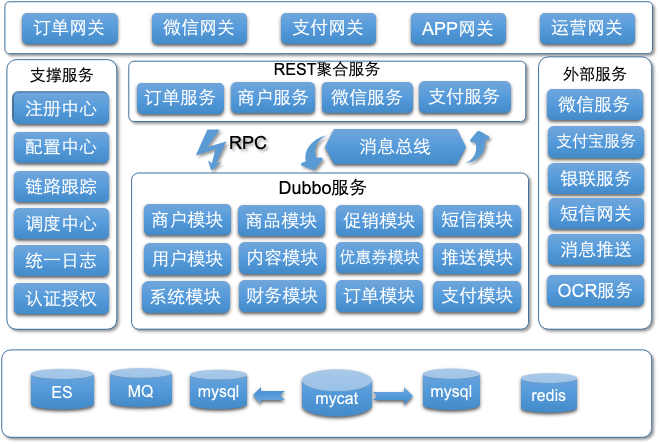 订单网关 微信网关 支付网关 APP网关 运营网关
支撑服务
注册中心
配置中心
链路跟踪
调度中心
统一日志
认证授权
REST聚合服务
订单服务 商户服务 微信服务 支付服务
RPC
消息总线
Dubbo服务
商户模块 商品模块 促销模块 短信模块
用户模块 内容模块 优惠券模块 推送模块
系统模块 财务模块 订单模块 支付模块
外部服务
微信服务
支付宝服务
银联服务
短信网关
消息推送
OCR服务
ES MQ mysql mycat mysql redis